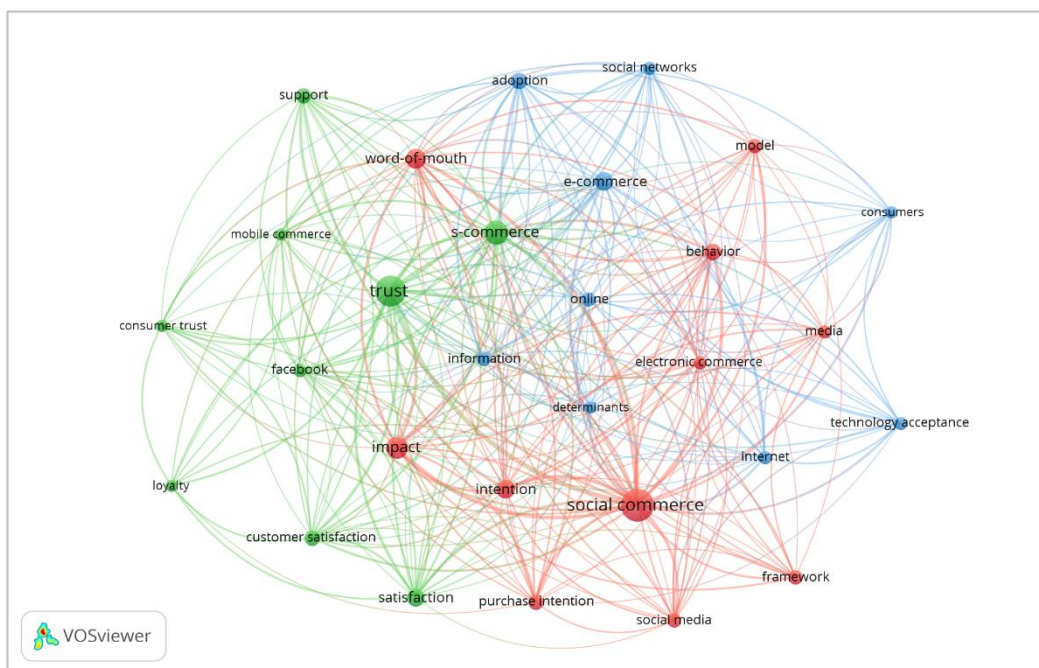 social networks
adoption
support
model
word-of-mouth
e-commerce
consumers
mobile commerce
s-commerce
behavior
trust
online
consumer trust
media
information
electronic commerce
facebook
determinants
technology acceptance
impact
internet
loyalty
intention
social commerce
customer satisfaction
framework
satisfaction
purchase intention
social media
VOSviewer